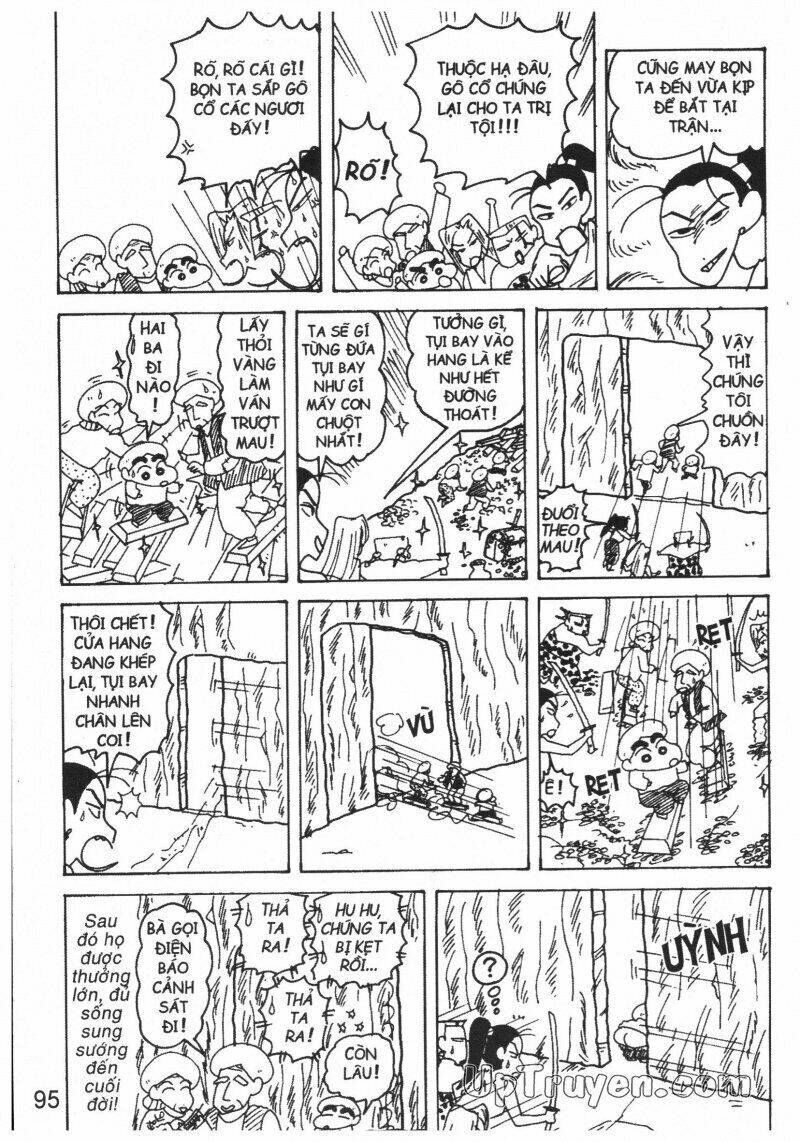 CŨNG MAY BỌN
TA ĐẾN VỪA KỊP
ĐỂ BẮT TẠI
TRẬN...
THUỘC HẠ ĐÂU,
GÔ CỔ CHÚNG
LẠI CHO TA TRỊ
TỘI!!!
RÕ!
RÕ, RÕ CÁI GÌ!
BỌN TA SẮP GÔ
CỔ CÁC NGƯƠI
ĐẤY!
VẬY
THÌ
CHÚNG
TÔI
CHUỒN
ĐÂY!
ĐUỔI
THEO
MAU!
TƯỞNG GÌ,
TỤI BAY VÀO
HANG LÀ KỂ
NHƯ HẾT
ĐƯỜNG
THOÁT!
TA SẼ GÍ
TỪNG ĐỨA
TỤI BAY
NHƯ GÍ
MẤY CON
CHUỘT
NHẮT!
LẤY
THỎI
VÀNG
LÀM
VÁN
TRƯỢT
MAU!
HAI
BA
ĐI
NÀO
!
RẸT
RẸT
Ê!
VÙ
THÔI CHẾT!
CỬA HANG
ĐANG KHÉP
LẠI, TỤI BAY
NHANH
CHÂN LÊN
COI!
UỲNH
?
HU HU,
CHÚNG TA
BỊ KẸT
RỒI...
THẢ
TA
RA!
THẢ
TA
RA!
CÒN
LÂU!
BÀ GỌI
ĐIỆN
BÁO
CẢNH
SÁT
ĐI!
Sau
đó họ
được
thưởng
lớn, đủ
sống
sung
sướng
đến
cuối
đời!
UpTruyen.com
95